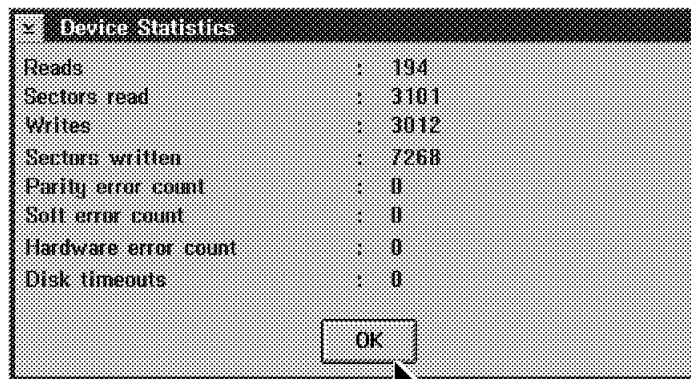 Device Statistics
Reads : 194
Sectors read : 3101
Writes : 3012
Sectors written : 7268
Parity error count : 0
Soft error count : 0
Hardware error count : 0
Disk timeouts : 0
OK